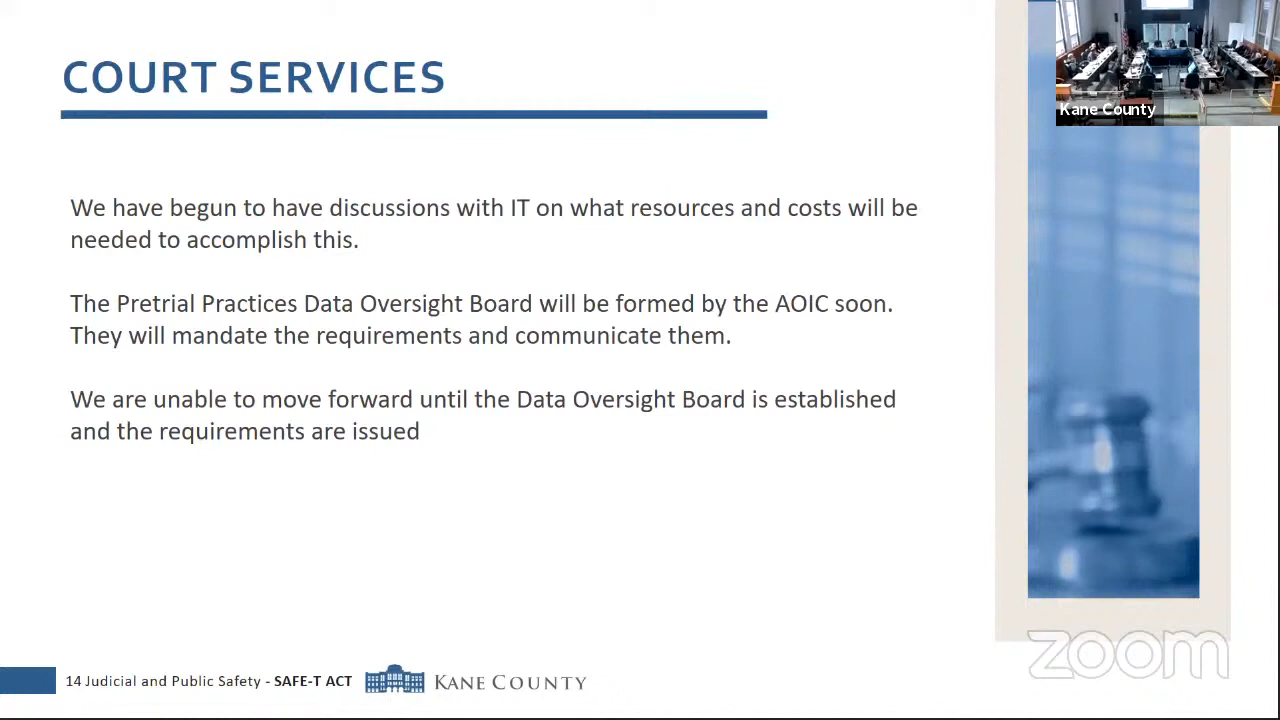 COURT SERVICES
Kane County
We have begun to have discussions with IT on what resources and costs will be
needed to accomplish this.
The Pretrial Practices Data Oversight Board will be formed by the AOIC soon.
They will mandate the requirements and communicate them.
We are unable to move forward until the Data Oversight Board is established
and the requirements are issued
14 Judicial and Public Safety - SAFE-T ACT
KANE COUNTY
zoom